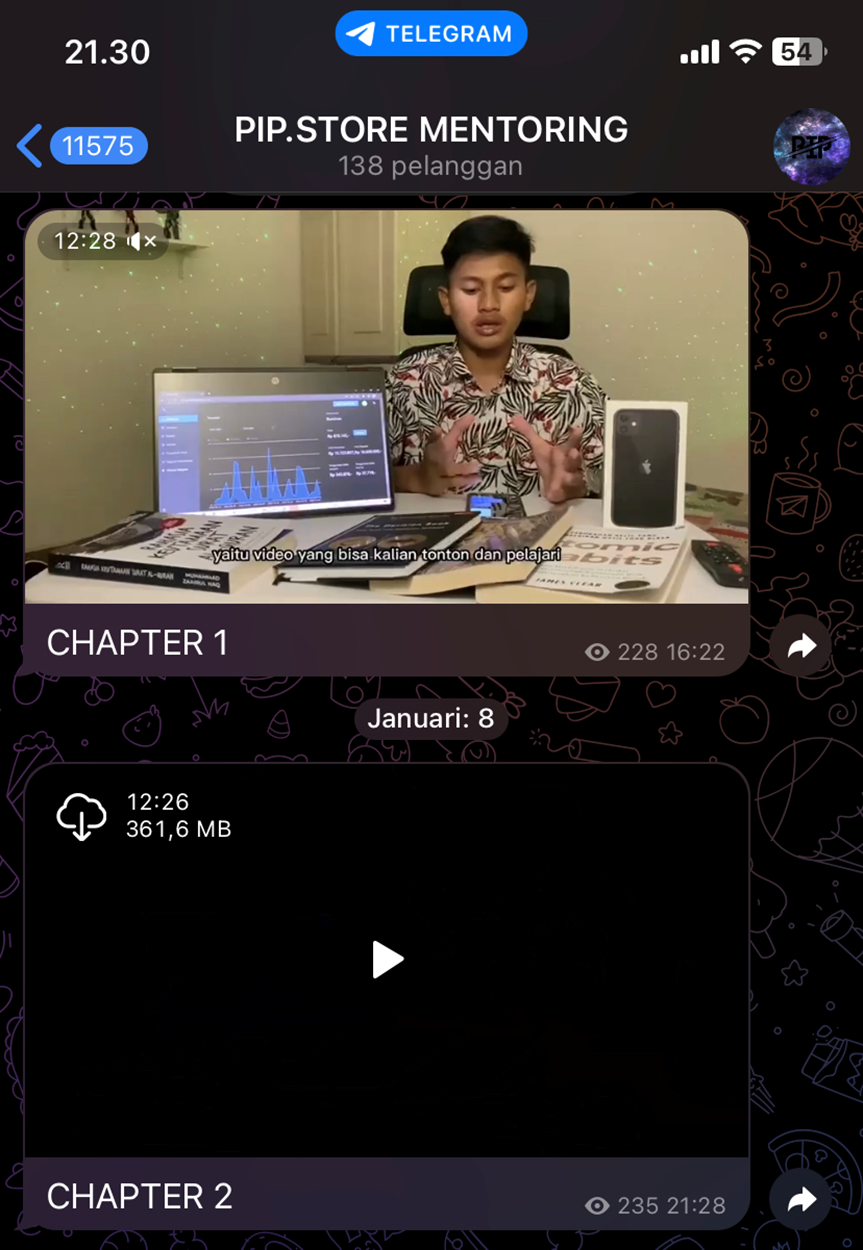 21.30
TELEGRAM
54
11575
PIP.STORE MENTORING
138 pelanggan
PIP
12:28
yaitu video yang bisa kalian tonton dan pelajari
JAMES CLEAR
CHAPTER 1
228 16:22
Januari: 8
12:26
361,6 MB
CHAPTER 2
235 21:28